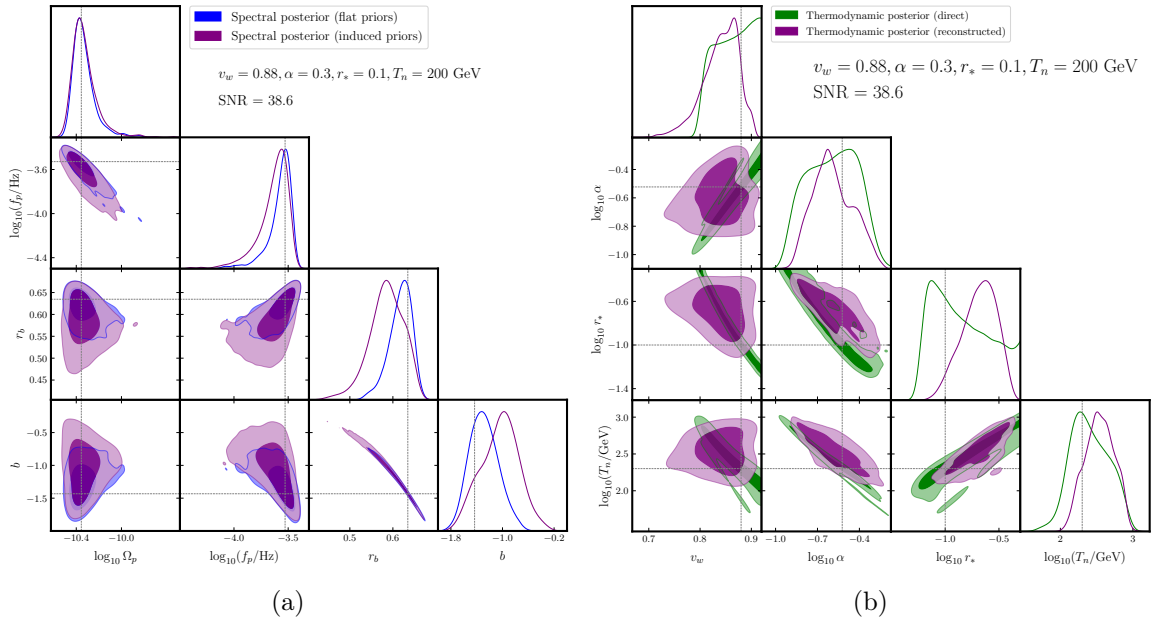 Spectral posterior (flat priors)
Spectral posterior (induced priors)
v_w = 0.88, α = 0.3, r_* = 0.1, T_n = 200 GeV
SNR = 38.6
−3.6
−4.0
−4.4
log₁₀(f_p/Hz)
0.65
0.60
0.55
0.50
0.45
r_b
−0.5
−1.0
−1.5
b
−10.4
−10.0
−4.0
−3.5
0.5
0.6
−1.8
−1.0
−0.2
log₁₀ Ω_p
log₁₀(f_p/Hz)
r_b
b
(a)
Thermodynamic posterior (direct)
Thermodynamic posterior (reconstructed)
v_w = 0.88, α = 0.3, r_* = 0.1, T_n = 200 GeV
SNR = 38.6
−0.4
−0.6
−0.8
−1.0
log₁₀ α
−0.6
−1.0
−1.4
log₁₀ r_*
3.0
2.5
2.0
log₁₀(T_n/GeV)
0.7
0.8
0.9
−1.0
−0.7
−0.4
−1.0
−0.5
2
3
v_w
log₁₀ α
log₁₀ r_*
log₁₀(T_n/GeV)
(b)